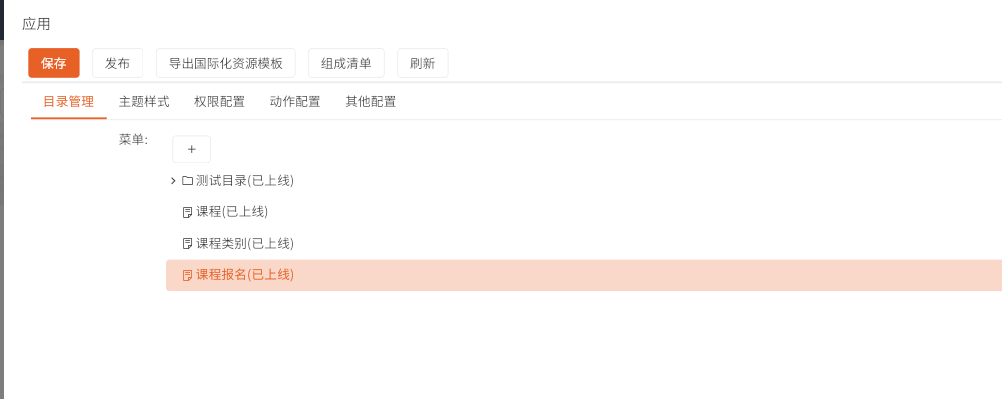 应用
保存 发布 导出国际化资源模板 组成清单 刷新
目录管理 主题样式 权限配置 动作配置 其他配置
菜单:
+
测试目录(已上线)
课程(已上线)
课程类别(已上线)
课程报名(已上线)